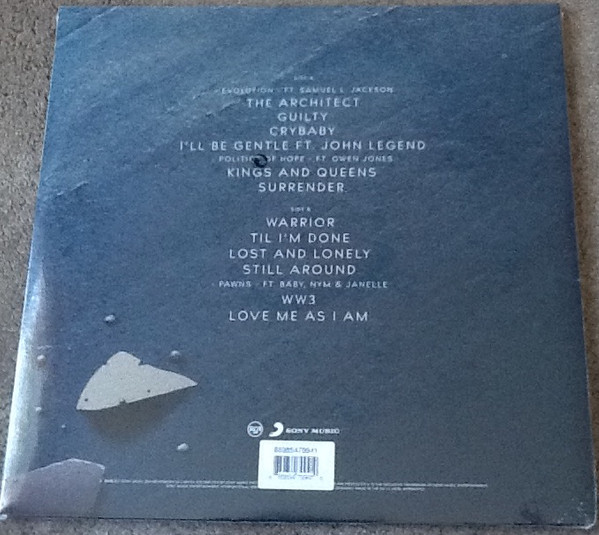 SIDE A
REVOLUTION - FT. SAMUEL L. JACKSON
THE ARCHITECT
GUILTY
CRYBABY
I'LL BE GENTLE FT. JOHN LEGEND
POLITICS OF HOPE - FT. OWEN JONES
KINGS AND QUEENS
SURRENDER
SIDE B
WARRIOR
TIL I'M DONE
LOST AND LONELY
STILL AROUND
PAWNS - FT. BABY, NYM & JANELLE
WW3
LOVE ME AS I AM
RCA SONY MUSIC